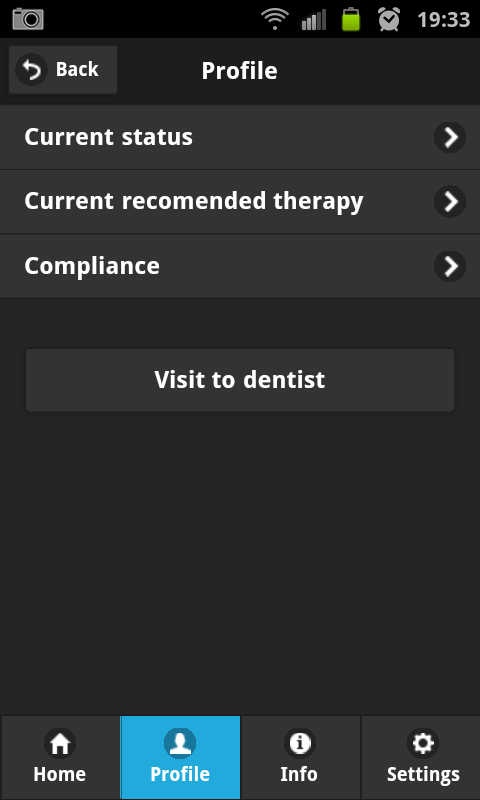 19:33
Back
Profile
Current status
Current recomended therapy
Compliance
Visit to dentist
Home Profile Info Settings